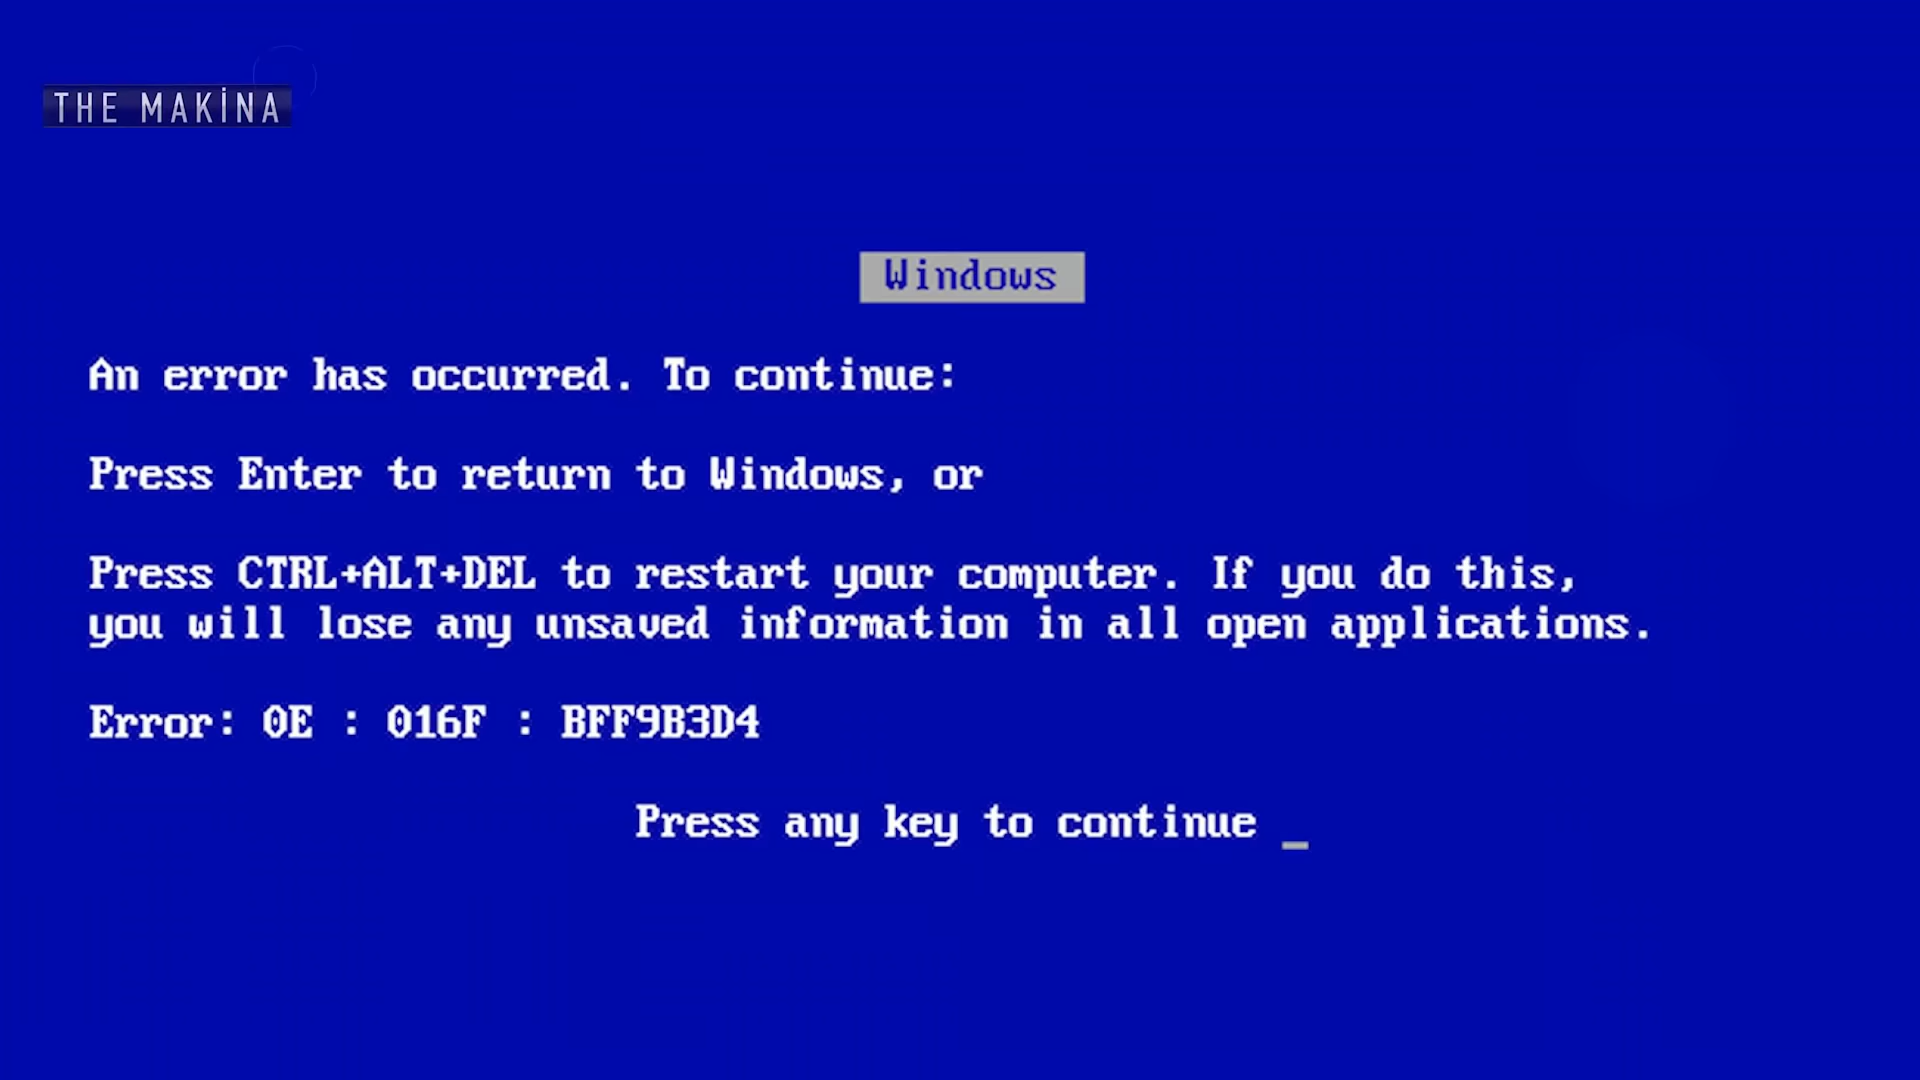 THE MAKİNA
Windows
An error has occurred. To continue:
Press Enter to return to Windows, or
Press CTRL+ALT+DEL to restart your computer. If you do this,
you will lose any unsaved information in all open applications.
Error: 0E : 016F : BFF9B3D4
Press any key to continue _